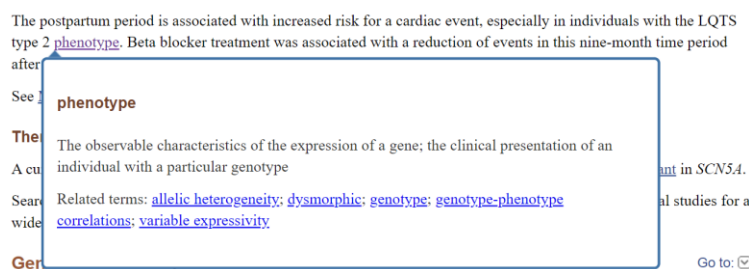 The postpartum period is associated with increased risk for a cardiac event, especially in individuals with the LQTS
type 2 phenotype. Beta blocker treatment was associated with a reduction of events in this nine-month time period
after
See
phenotype
The
The observable characteristics of the expression of a gene; the clinical presentation of an
A cu
individual with a particular genotype
ant in SCN5A.
Sear
Related terms: allelic heterogeneity; dysmorphic; genotype; genotype-phenotype
al studies for a
wide
correlations; variable expressivity
Gen
Go to: